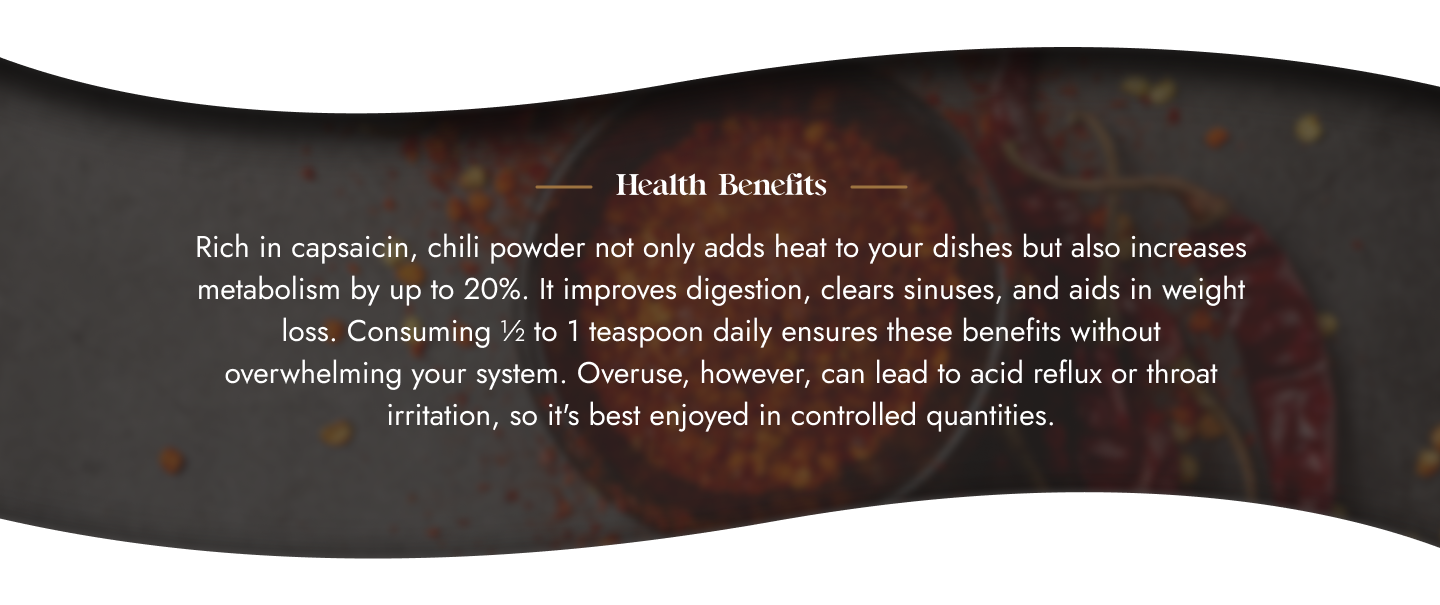 Health Benefits
Rich in capsaicin, chili powder not only adds heat to your dishes but also increases
metabolism by up to 20%. It improves digestion, clears sinuses, and aids in weight
loss. Consuming ½ to 1 teaspoon daily ensures these benefits without
overwhelming your system. Overuse, however, can lead to acid reflux or throat
irritation, so it's best enjoyed in controlled quantities.